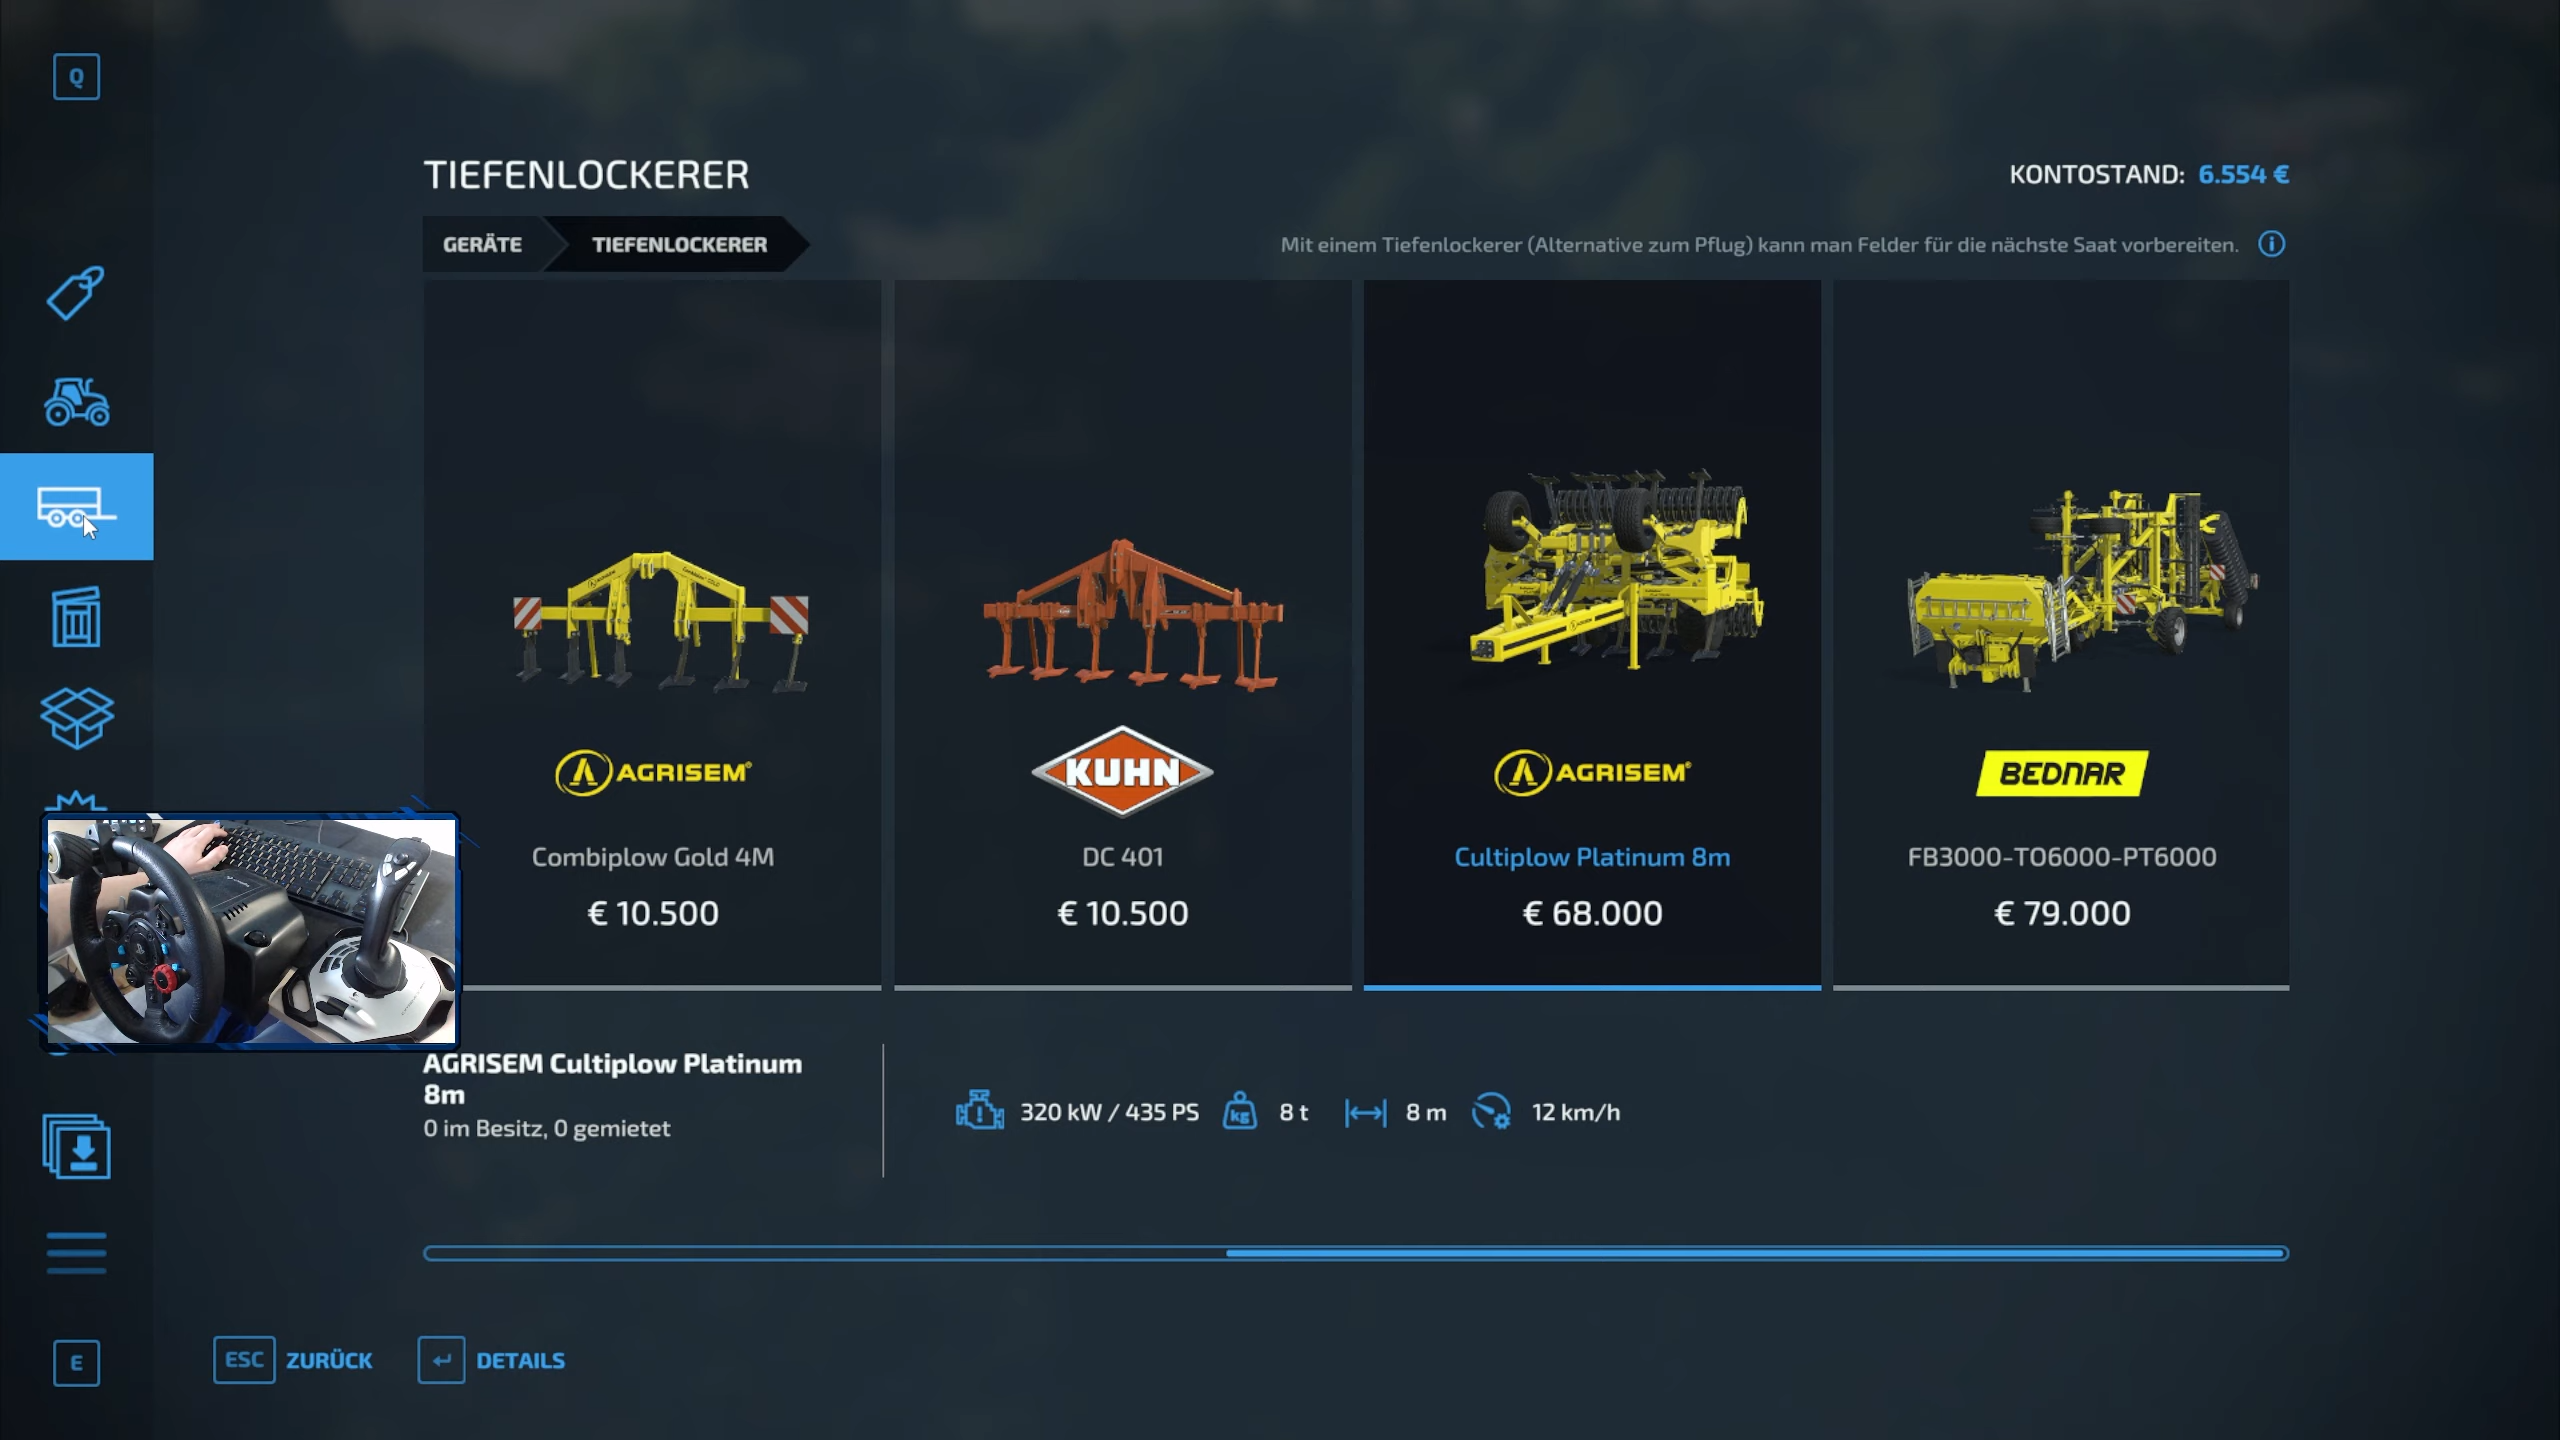 Q
TIEFENLOCKERER
KONTOSTAND: 6.554 €
GERÄTE
TIEFENLOCKERER
Mit einem Tiefenlockerer (Alternative zum Pflug) kann man Felder für die nächste Saat vorbereiten.
AGRISEM
KUHN
AGRISEM
BEDNAR
Combiplow Gold 4M
DC 401
Cultiplow Platinum 8m
FB3000-TO6000-PT6000
€ 10.500
€ 10.500
€ 68.000
€ 79.000
AGRISEM Cultiplow Platinum
8m
0 im Besitz, 0 gemietet
kg
320 kW / 435 PS
8 t
8 m
12 km/h
E
ESC ZURÜCK
DETAILS